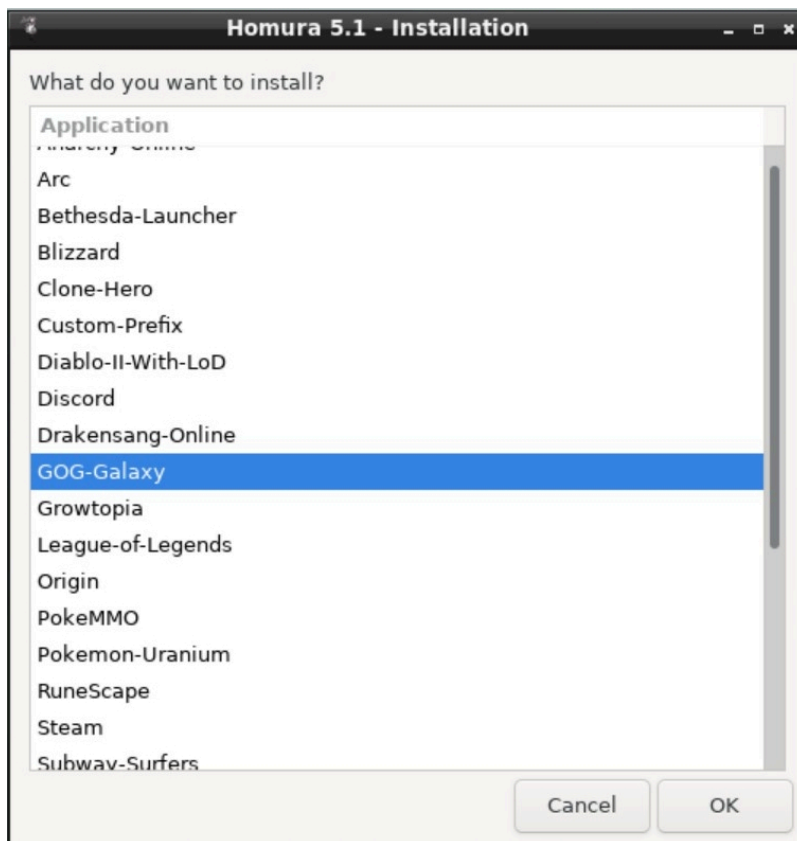 Homura 5.1 - Installation
What do you want to install?
Application
Anarchy-Online
Arc
Bethesda-Launcher
Blizzard
Clone-Hero
Custom-Prefix
Diablo-II-With-LoD
Discord
Drakensang-Online
GOG-Galaxy
Growtopia
League-of-Legends
Origin
PokeMMO
Pokemon-Uranium
RuneScape
Steam
Subway-Surfers
Cancel OK